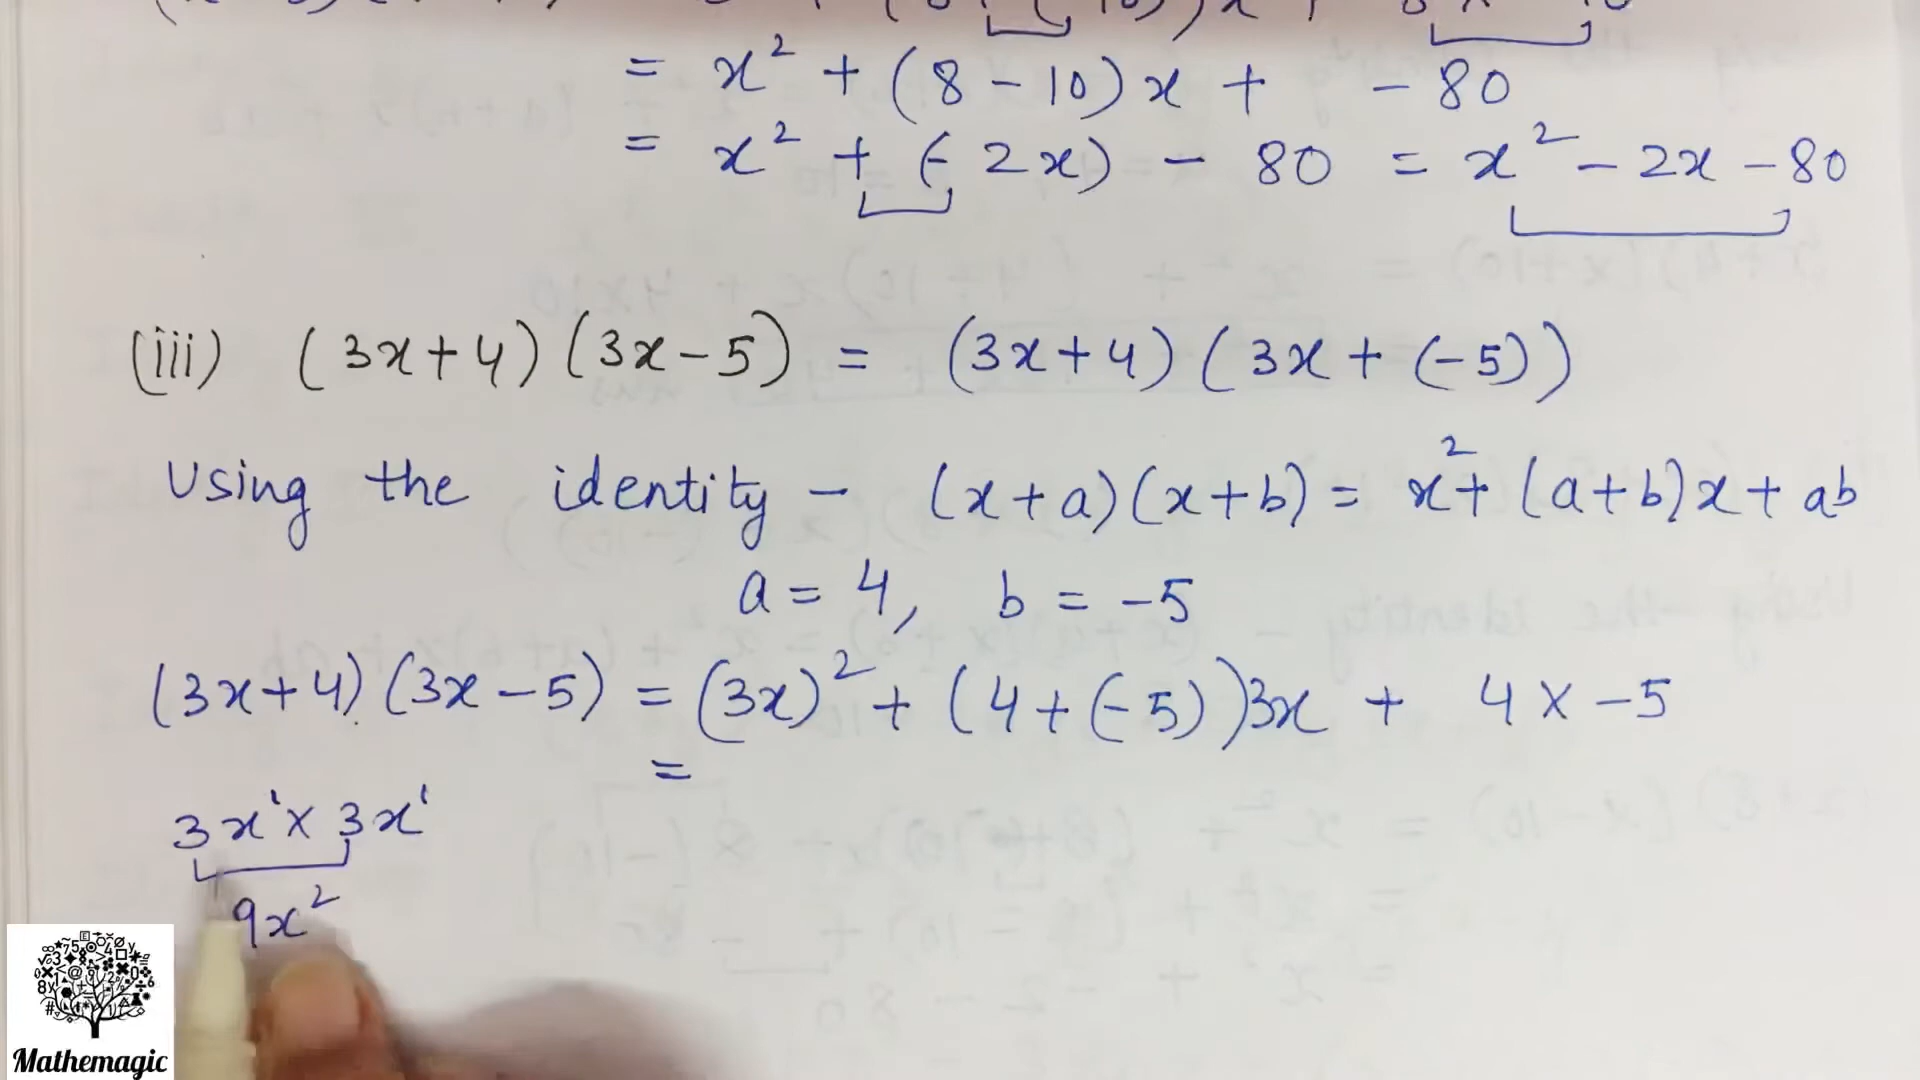 = x² + (8 - 10) x + - 80
= x² + (- 2x) - 80 = x² - 2x - 80
(iii) (3x+4) (3x-5) = (3x+4) (3x + (-5))
Using the identity - (x+a) (x+b) = x² + (a+b)x + ab
a = 4, b = -5
(3x+4) (3x-5) = (3x)² + (4+(-5))3x + 4 x -5
=
3x¹ x 3x¹
9x²
Mathemagic